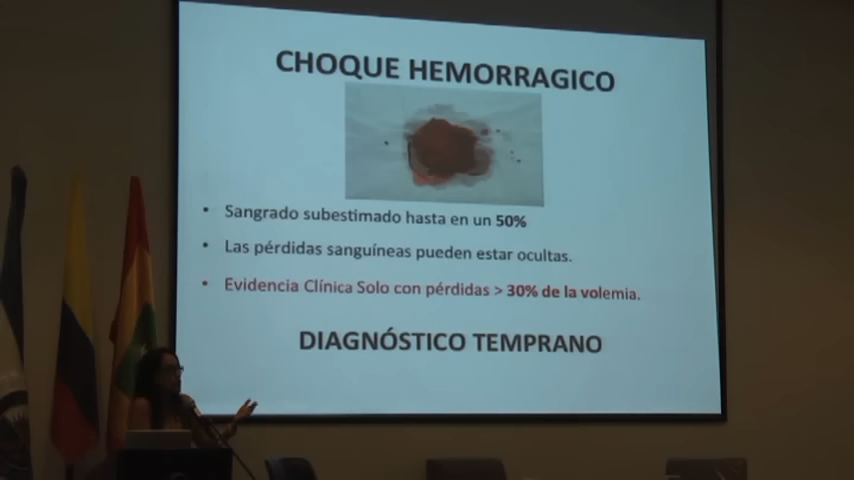 CHOQUE HEMORRAGICO
• Sangrado subestimado hasta en un 50%
• Las pérdidas sanguíneas pueden estar ocultas.
• Evidencia Clínica Solo con pérdidas > 30% de la volemia.
DIAGNÓSTICO TEMPRANO